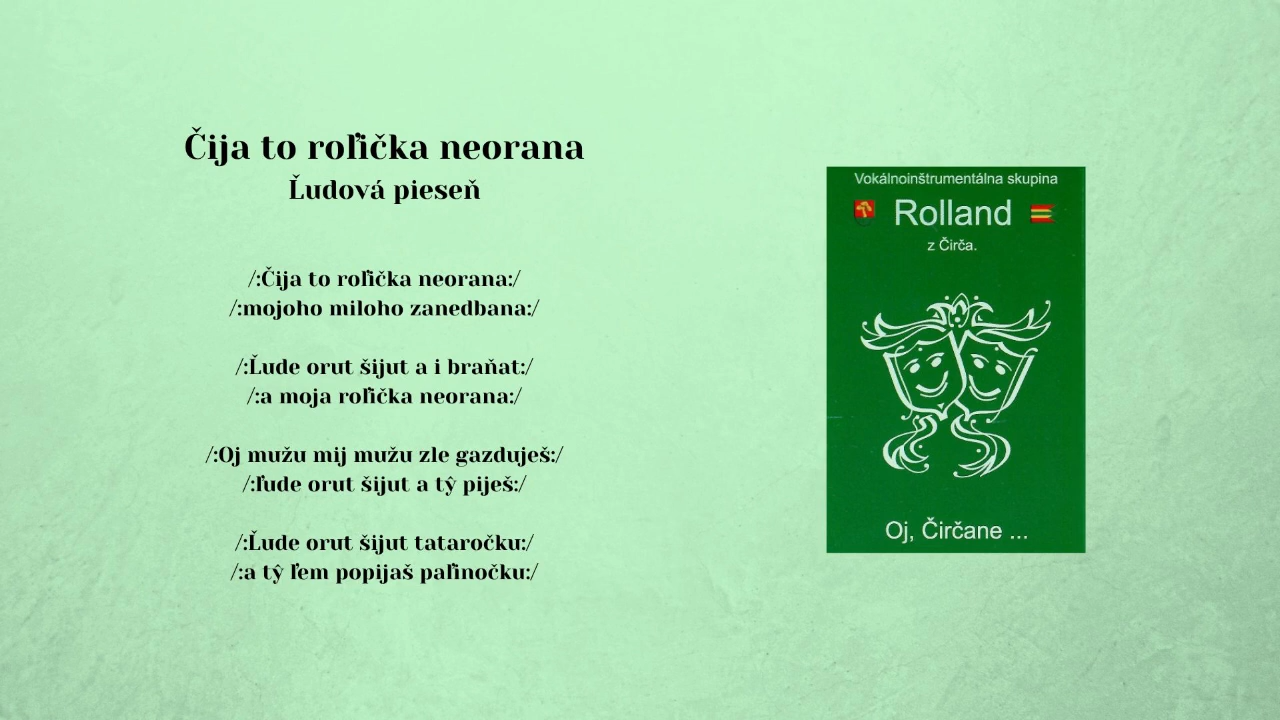 Čija to roľička neorana
Ľudová pieseň
/:Čija to roľička neorana:/
/:mojoho miloho zanedbana:/
/:Ľude orut šijut a i braňat:/
/:a moja roľička neorana:/
/:Oj mužu mij mužu zle gazduješ:/
/:ľude orut šijut a tŷ piješ:/
/:Ľude orut šijut tataročku:/
/:a tŷ ľem popijaš paľinočku:/
Vokálnoinštrumentálna skupina
Rolland
z Čirča.
Oj, Čirčane ...